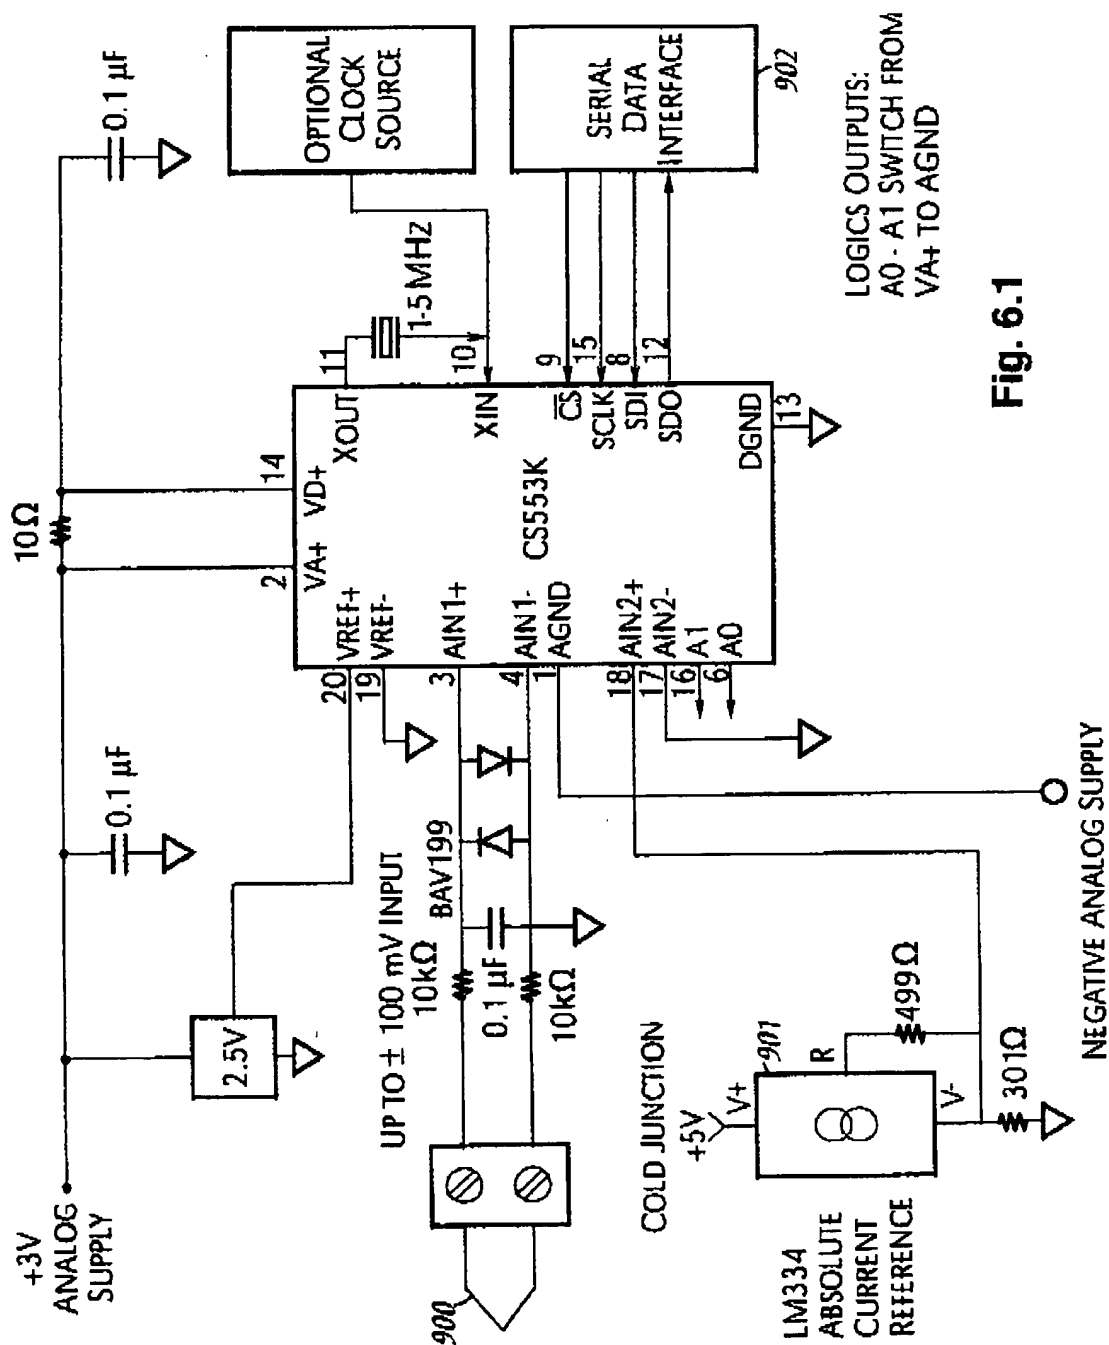 +3V
ANALOG
SUPPLY
10Ω
0.1 µF
0.1 µF
2.5V
OPTIONAL
CLOCK
SOURCE
SERIAL
DATA
INTERFACE
902
2
14
VA+
VD+
20
VREF+
19
VREF-
3
AIN1+
4
AIN1-
1
AGND
18
AIN2+
17
AIN2-
16
A1
6
A0
CS553K
XOUT
11
1-5MHz
XIN
10
CS
9
SCLK
15
SDI
8
SDO
12
DGND
13
UP TO ± 100 mV INPUT
10kΩ
BAV199
0.1 µF
10kΩ
900
COLD JUNCTION
+5V
V+
901
R
499Ω
V-
301Ω
LM334
ABSOLUTE
CURRENT
REFERENCE
NEGATIVE ANALOG SUPPLY
LOGICS OUTPUTS:
A0 - A1 SWITCH FROM
VA+ TO AGND
Fig. 6.1